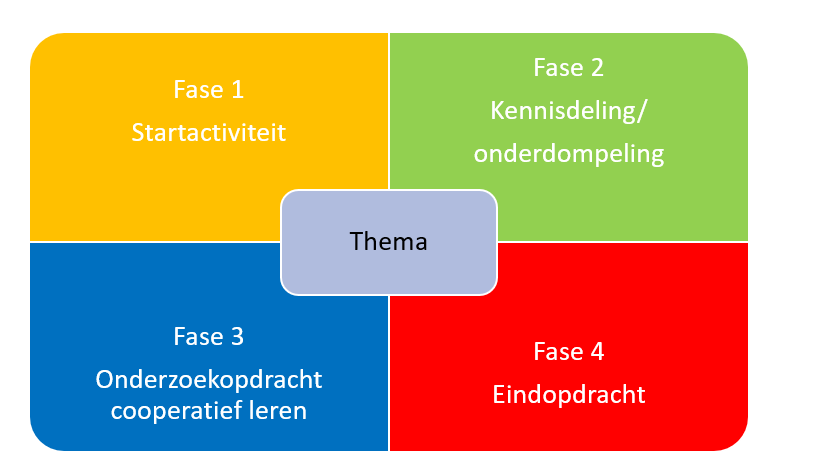 Fase 1
Startactiviteit
Fase 2
Kennisdeling/
onderdompeling
Thema
Fase 3
Onderzoekopdracht
cooperatief leren
Fase 4
Eindopdracht